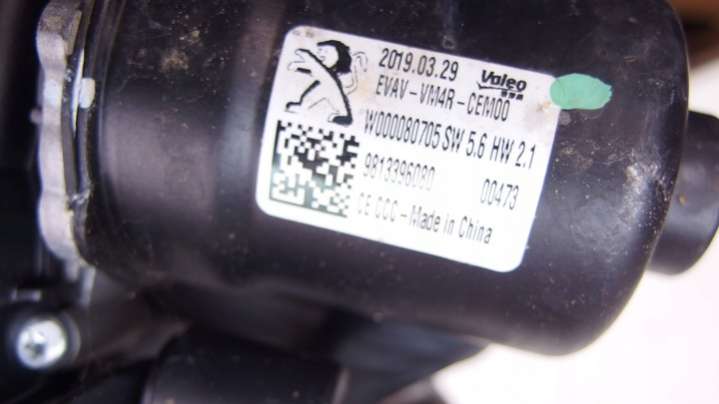 2019.03.29
Valeo
EVAV-VM4R-CEM00
W000080705 SW 5.6 HW 2.1
9813396080
00473
CE CCC - Made in China